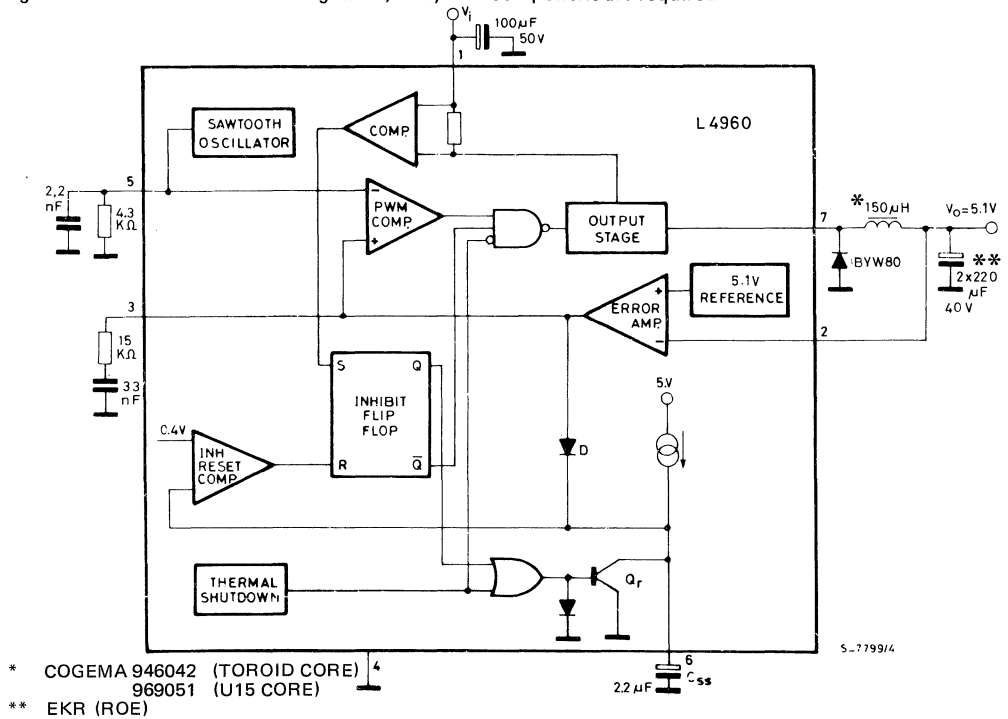 Vi
100µF
50V
1
L4960
SAWTOOTH
OSCILLATOR
COMP.
5
2,2
nF
4.3
KΩ
−
PWM
COMP.
+
OUTPUT
STAGE
7
* 150µH
Vo=5.1V
BYW80
**
2x220
µF
40V
5.1V
REFERENCE
+
ERROR
AMP.
−
2
3
15
KΩ
33
nF
S Q
INHIBIT
FLIP
FLOP
R Q̅
0.4V
INH
RESET
COMP.
D
5V
THERMAL
SHUTDOWN
Qr
4
6
Css
2.2µF
S-7799/4
* COGEMA 946042 (TOROID CORE)
969051 (U15 CORE)
** EKR (ROE)